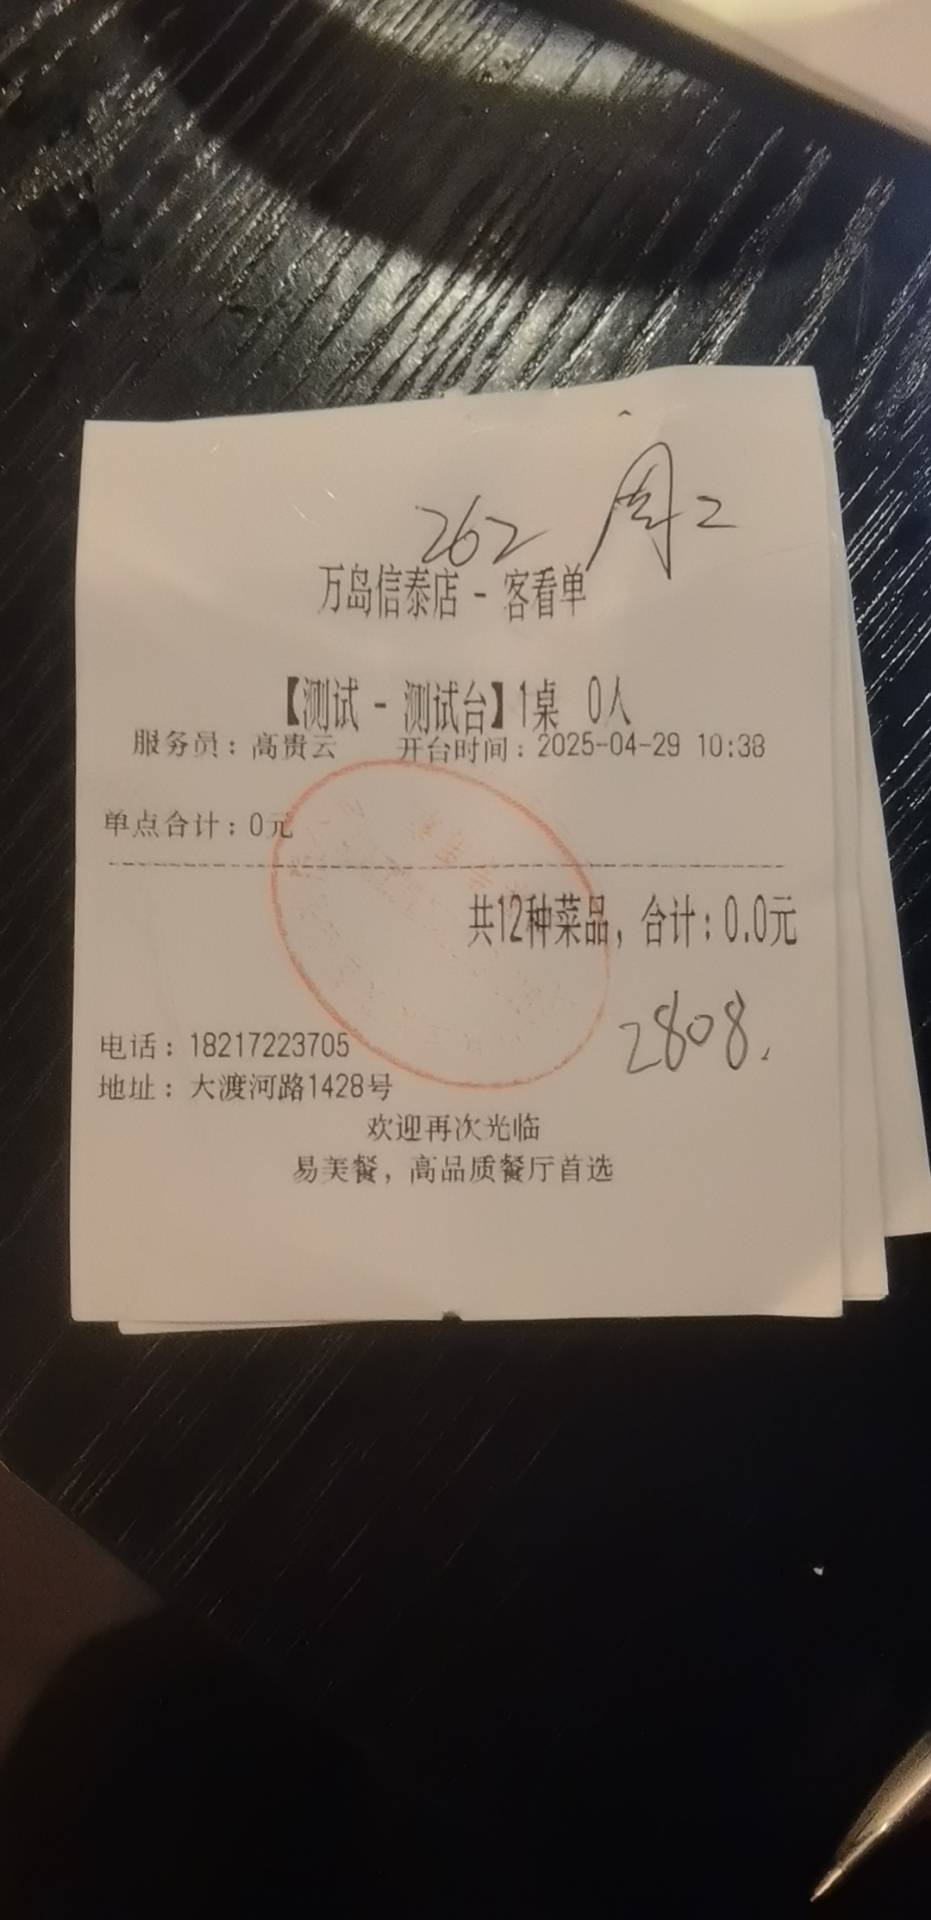 262 周二
万岛信泰店 - 客看单
【测试 - 测试台】1桌 0人
服务员：高贵云 开台时间：2025-04-29 10:38
单点合计：0元
共12种菜品，合计：0.0元
2808.
电话：18217223705
地址：大渡河路1428号
欢迎再次光临
易美餐，高品质餐厅首选